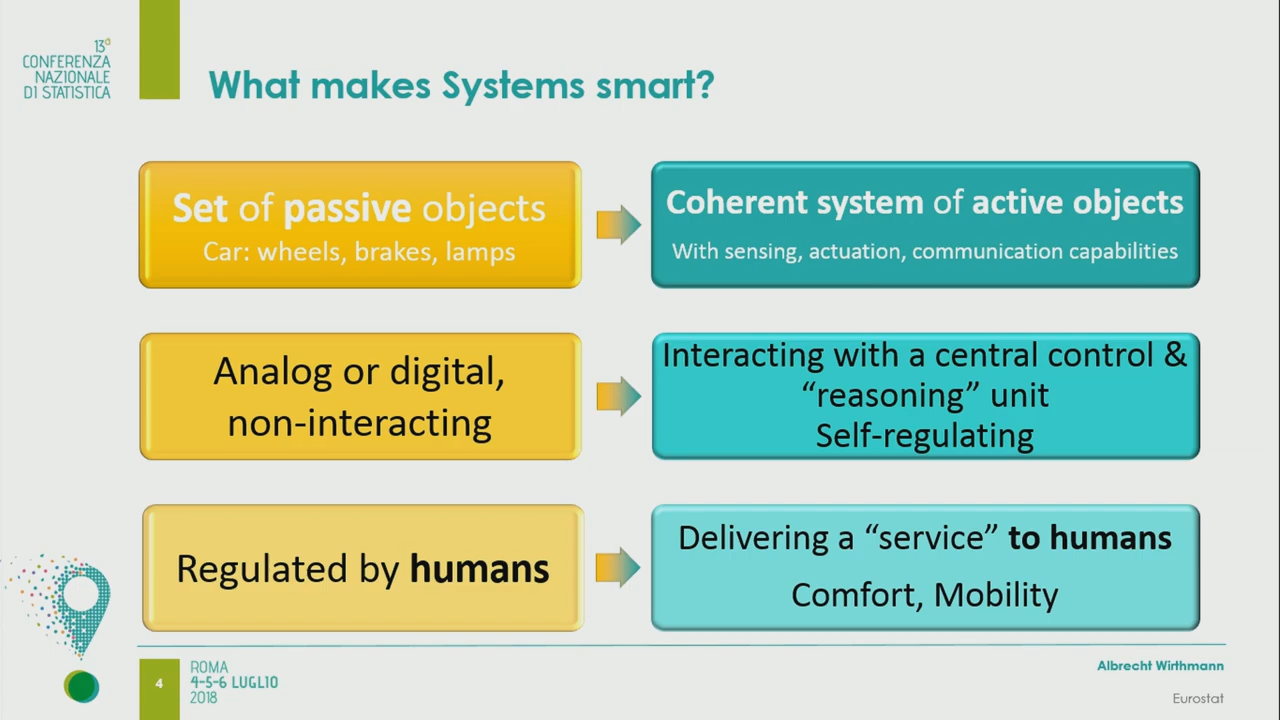 13ª
CONFERENZA
NAZIONALE
DI STATISTICA
What makes Systems smart?
Set of passive objects
Car: wheels, brakes, lamps
Coherent system of active objects
With sensing, actuation, communication capabilities
Analog or digital,
non-interacting
Interacting with a central control &
“reasoning” unit
Self-regulating
Regulated by humans
Delivering a “service” to humans
Comfort, Mobility
4
ROMA
4-5-6 LUGLIO
2018
Albrecht Wirthmann
Eurostat